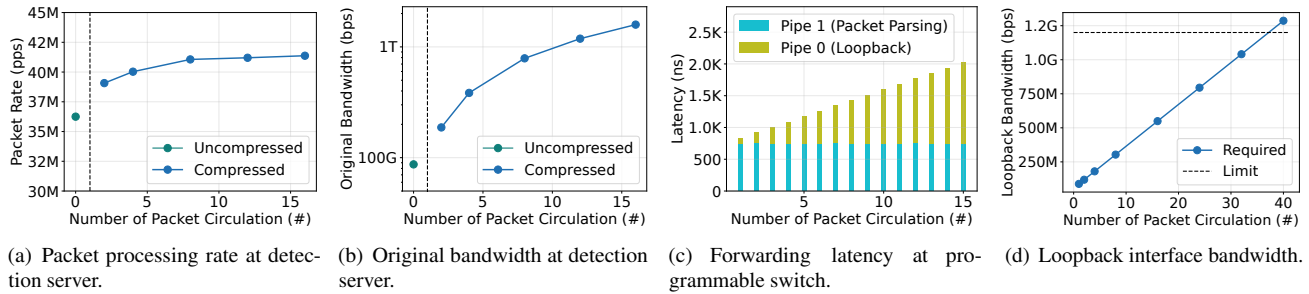 45M
42M
40M
37M
35M
32M
30M
Packet Rate (pps)
Uncompressed
Compressed
0
5
10
15
Number of Packet Circulation (#)
1T
100G
Original Bandwidth (bps)
Uncompressed
Compressed
0
5
10
15
Number of Packet Circulation (#)
2.5K
2.0K
1.5K
1.0K
500
0
Latency (ns)
Pipe 1 (Packet Parsing)
Pipe 0 (Loopback)
5
10
15
Number of Packet Circulation (#)
1.2G
1.0G
750M
500M
250M
Loopback Bandwidth (bps)
Required
Limit
0
10
20
30
40
Number of Packet Circulation (#)
(a) Packet processing rate at detec-
tion server.
(b) Original bandwidth at detection
server.
(c) Forwarding latency at pro-
grammable switch.
(d) Loopback interface bandwidth.